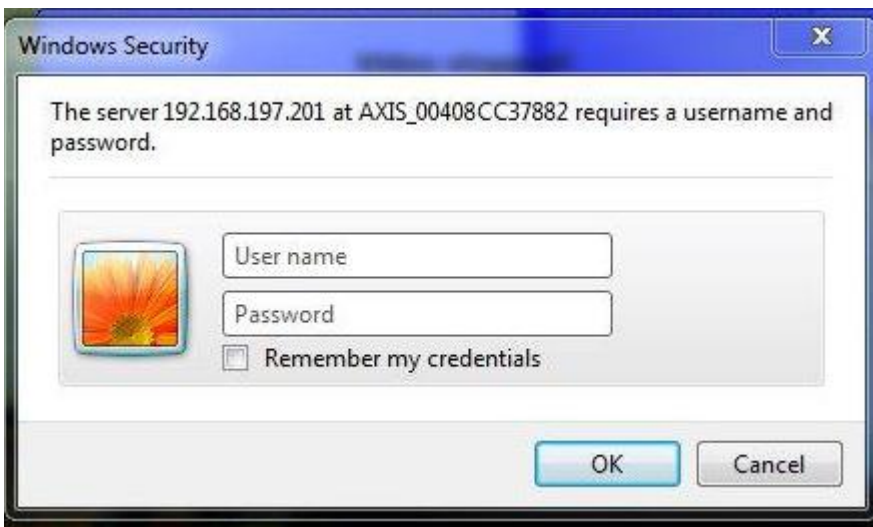 Windows Security
The server 192.168.197.201 at AXIS_00408CC37882 requires a username and
password.
User name
Password
Remember my credentials
OK
Cancel